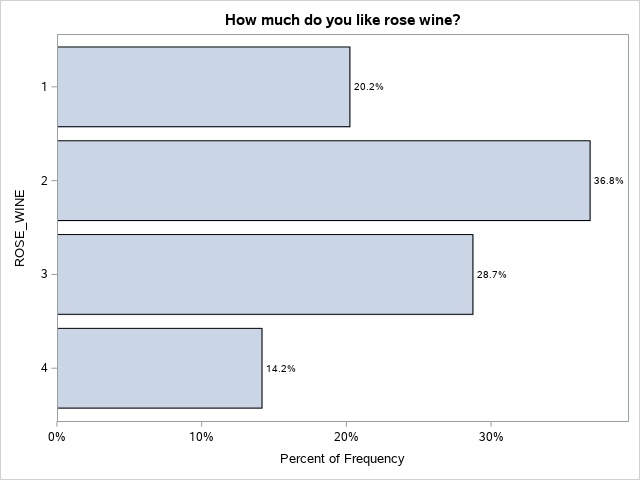 How much do you like rose wine?
ROSE_WINE
1
20.2%
2
36.8%
3
28.7%
4
14.2%
0% 10% 20% 30%
Percent of Frequency